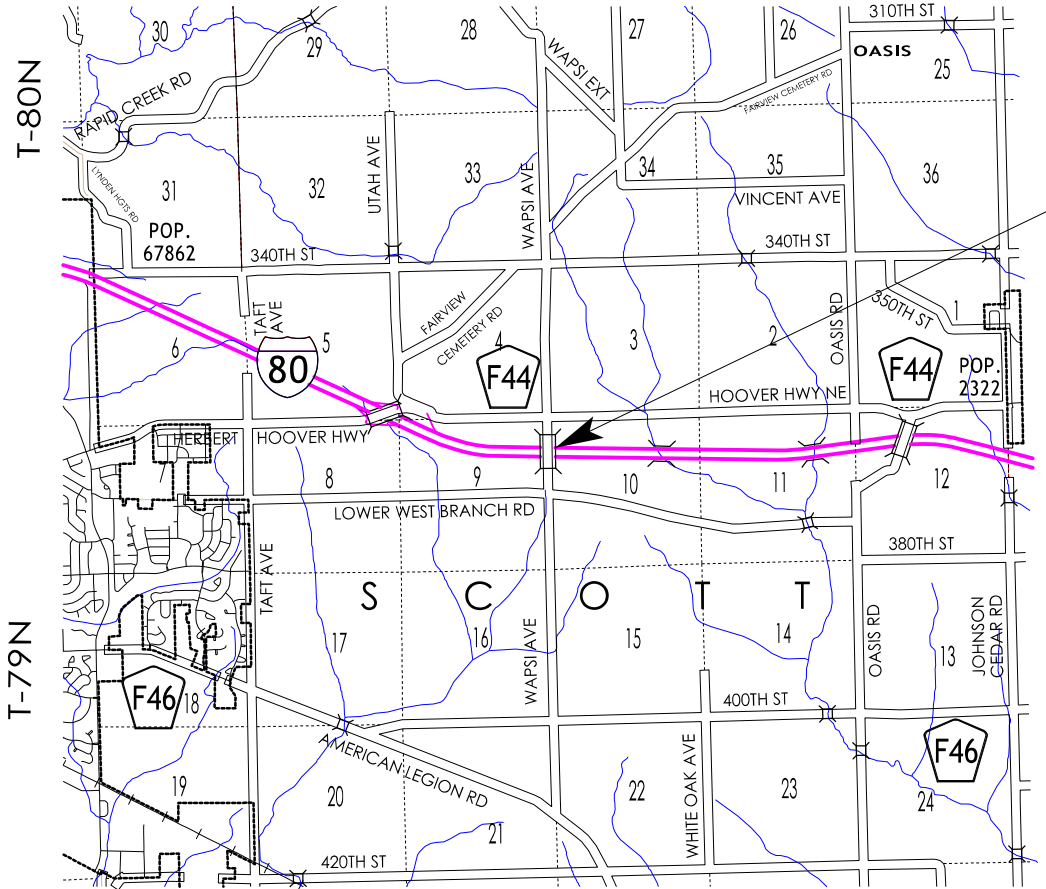 310TH ST
30
29
28
27
26
OASIS
25
T-80N
WAPSI EXT
RAPID CREEK RD
FAIRVIEW CEMETERY RD
LYNDEN HGTS RD
31
32
UTAH AVE
33
WAPSI AVE
34
35
36
VINCENT AVE
POP.
67862
340TH ST
340TH ST
350TH ST
1
TAFT
AVE
FAIRVIEW
CEMETERY RD
6
5
4
3
2
OASIS RD
80
F44
F44
POP.
2322
HOOVER HWY NE
HERBERT HOOVER HWY
8
9
10
11
12
LOWER WEST BRANCH RD
380TH ST
TAFT AVE
SCOTT
17
16
15
14
13
WAPSI AVE
OASIS RD
JOHNSON
CEDAR RD
T-79N
F46
18
400TH ST
F46
AMERICAN LEGION RD
WHITE OAK AVE
19
20
21
22
23
24
420TH ST